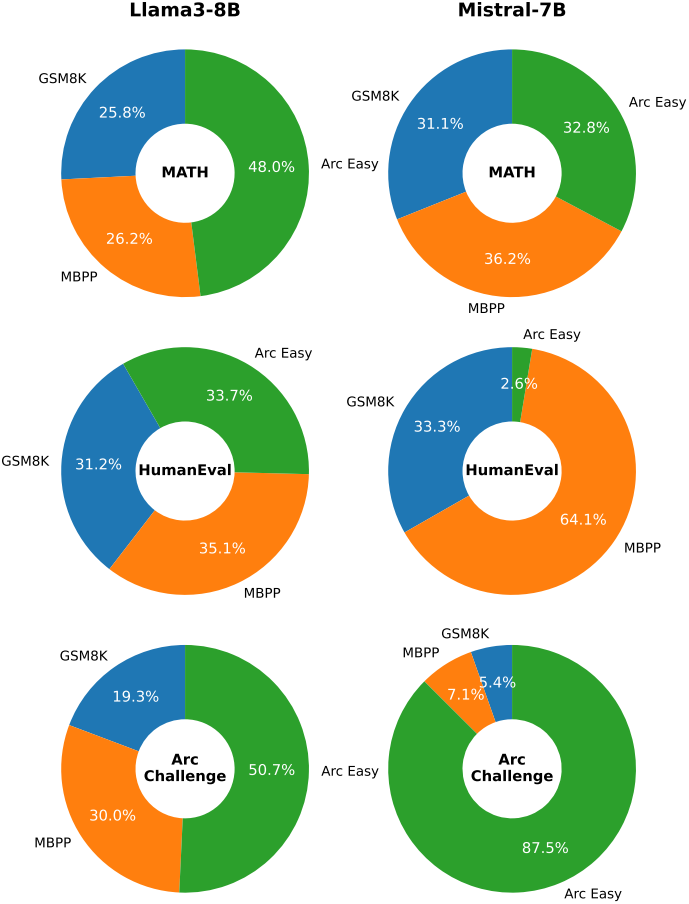 Llama3-8B
Mistral-7B
GSM8K
25.8%
MATH
48.0%
Arc Easy
26.2%
MBPP
GSM8K
31.1%
MATH
32.8%
Arc Easy
36.2%
MBPP
Arc Easy
33.7%
GSM8K
31.2%
HumanEval
35.1%
MBPP
Arc Easy
2.6%
GSM8K
33.3%
HumanEval
64.1%
MBPP
GSM8K
19.3%
Arc
Challenge
50.7%
Arc Easy
30.0%
MBPP
GSM8K
MBPP
5.4%
7.1%
Arc
Challenge
87.5%
Arc Easy